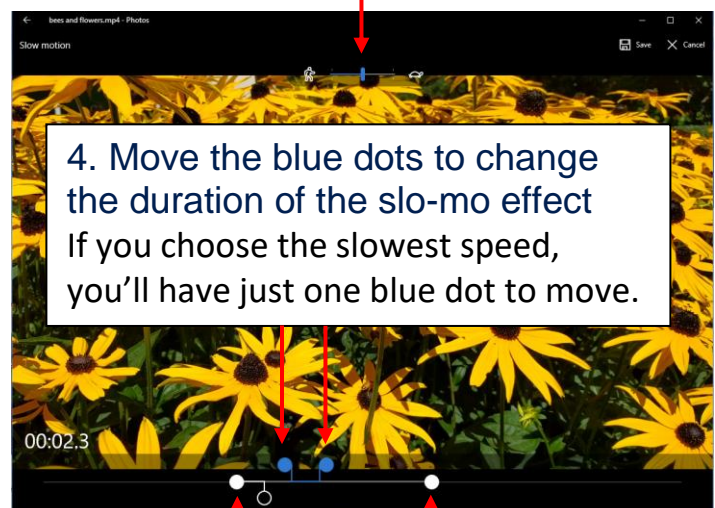 bees and flowers.mp4 - Photos
Slow motion
Save
Cancel
4. Move the blue dots to change
the duration of the slo-mo effect
If you choose the slowest speed,
you’ll have just one blue dot to move.
00:02.3